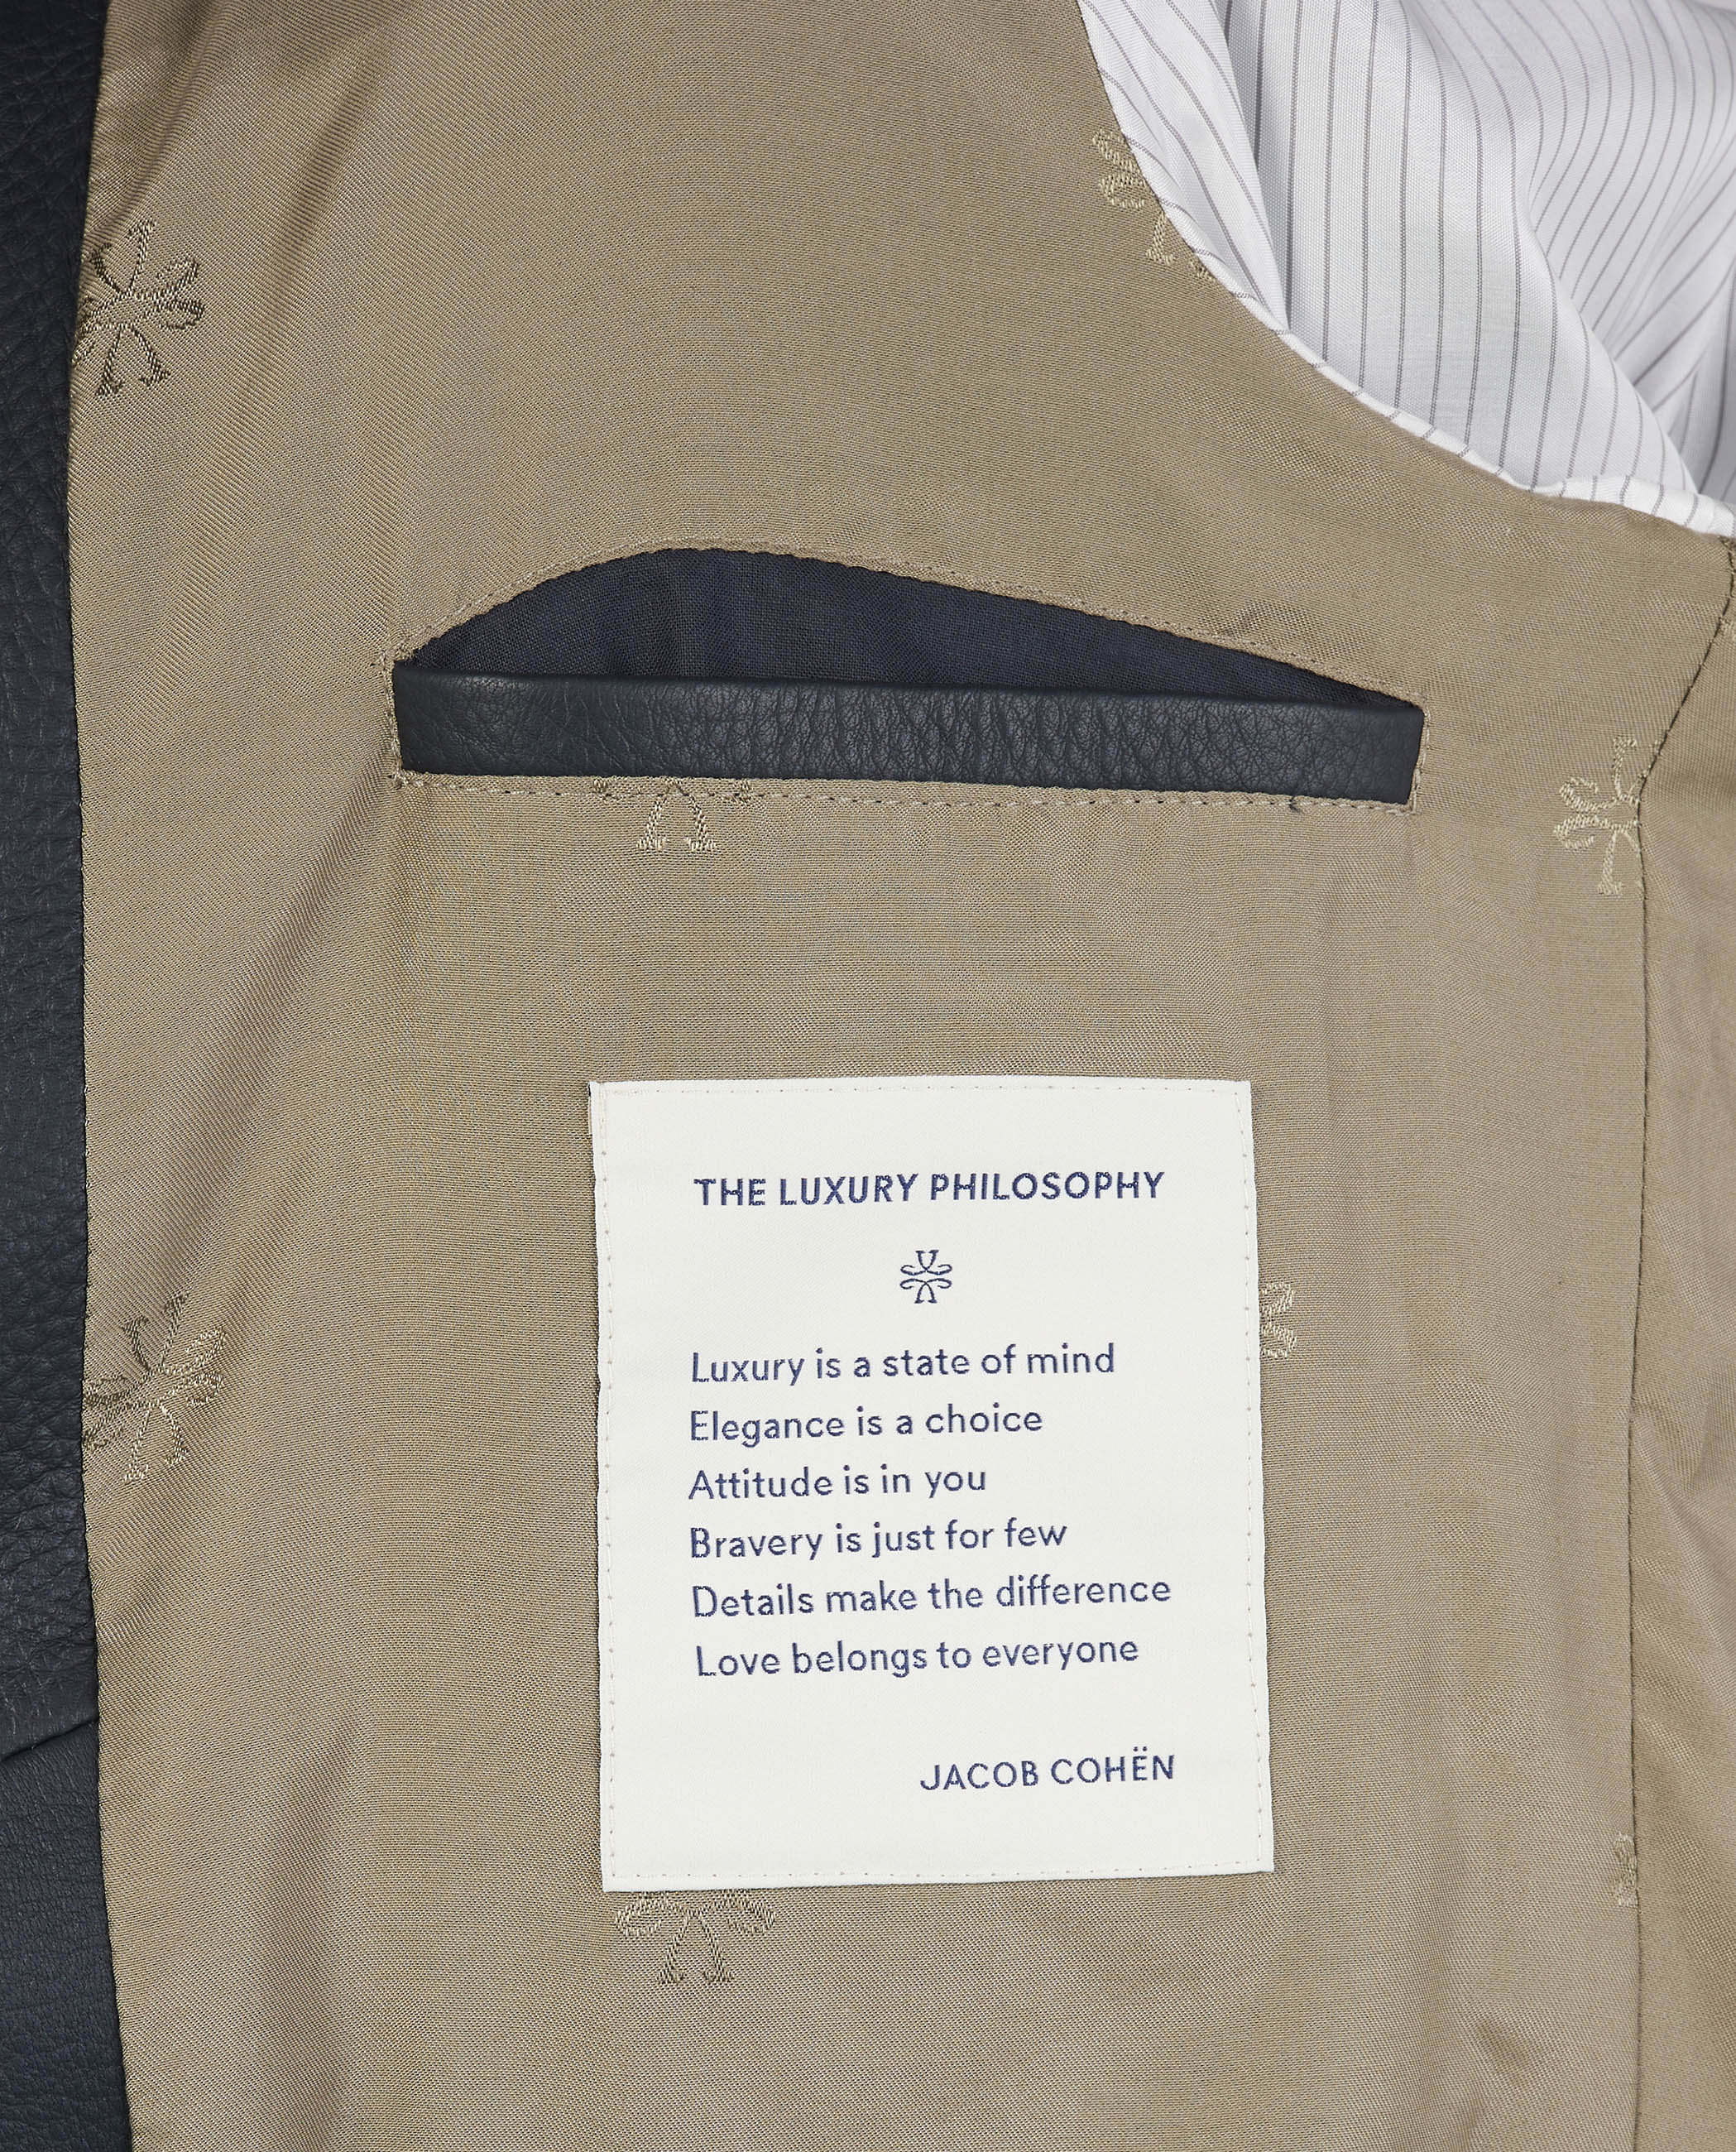 THE LUXURY PHILOSOPHY
Luxury is a state of mind
Elegance is a choice
Attitude is in you
Bravery is just for few
Details make the difference
Love belongs to everyone
JACOB COHËN